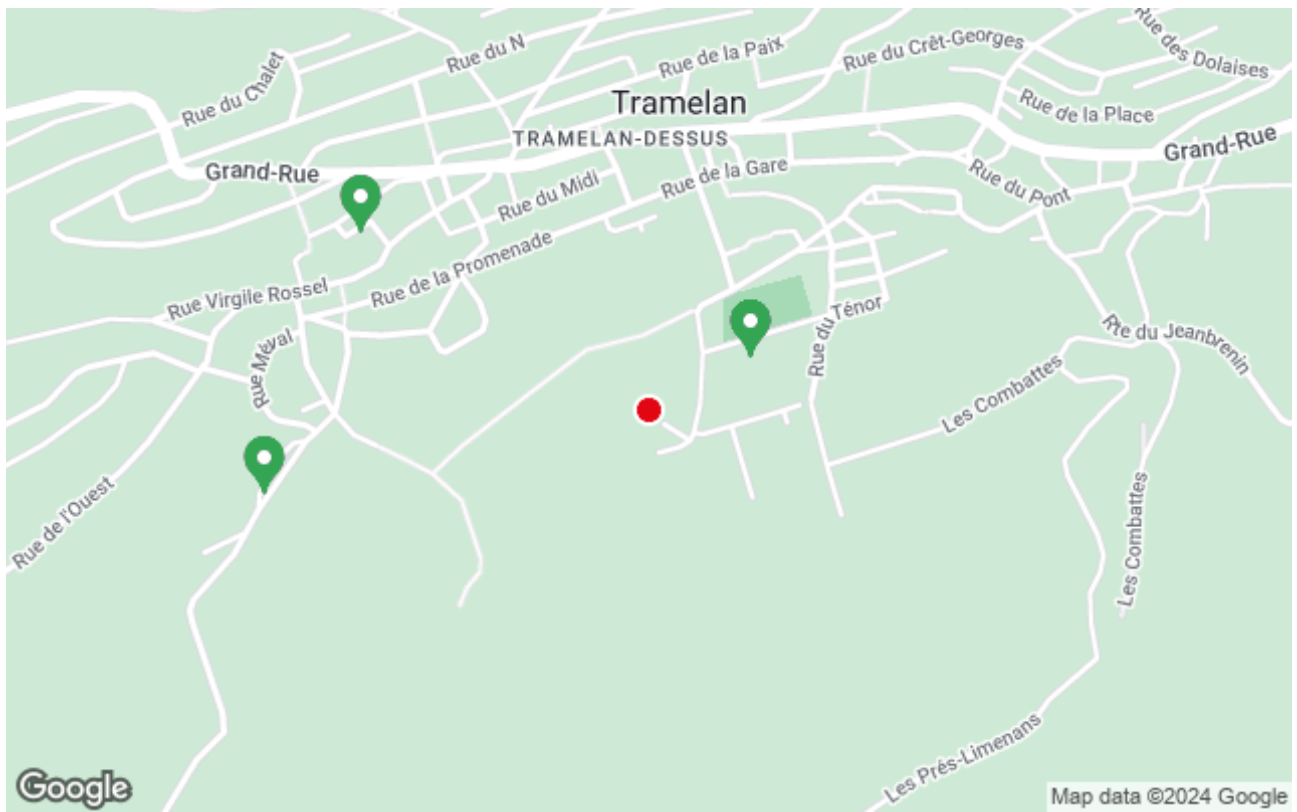 Rue du N
Rue de la Paix
Rue du Crêt-Georges
Rue des Dolaises
Rue du Chalet
Tramelan
Rue de la Place
TRAMELAN-DESSUS
Grand-Rue
Grand-Rue
Rue de la Gare
Rue du Pont
Rue du Midi
Rue de la Promenade
Rue Virgile Rossel
Rue du Ténor
Rte du Jeanbrenin
Rue Méval
Les Combattes
Rue de l'Ouest
Les Combattes
Les Prés-Limenans
Google
Map data ©2024 Google